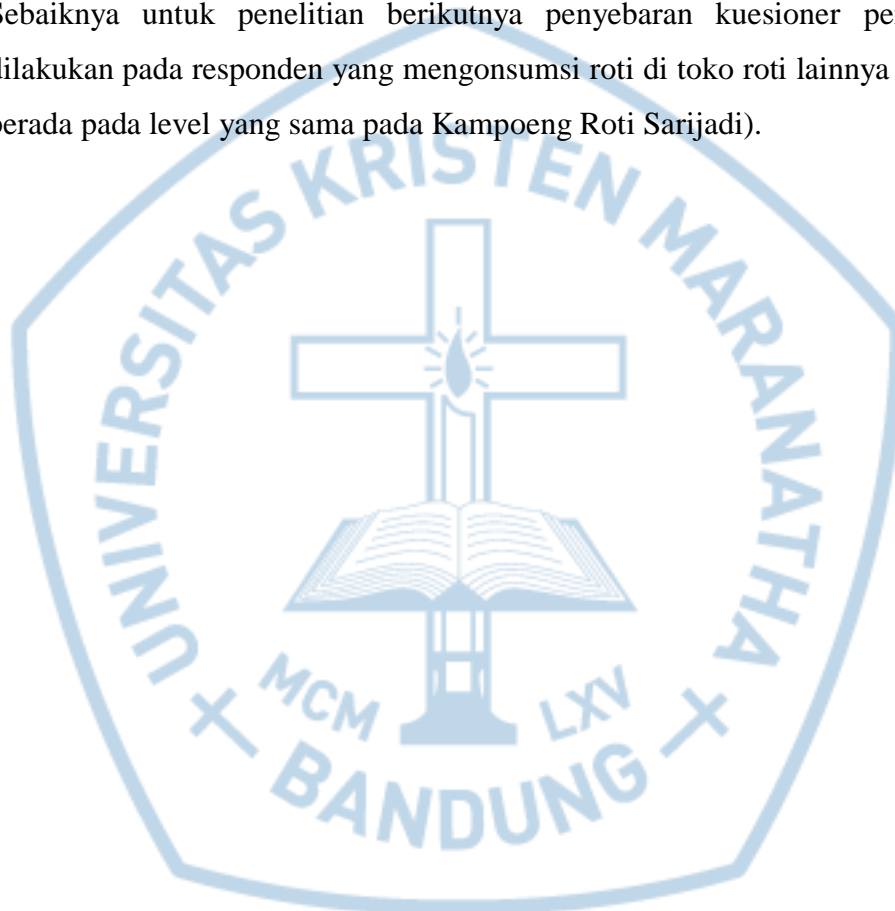 Sebaiknya untuk penelitian berikutnya penyebaran kuesioner
dilakukan pada responden yang mengonsumsi roti di toko roti lainnya
berada pada level yang sama pada Kampoeng Roti Sarijadi).
UNIVERSITAS KRISTEN MARANATHA
MCM LXV
BANDUNG